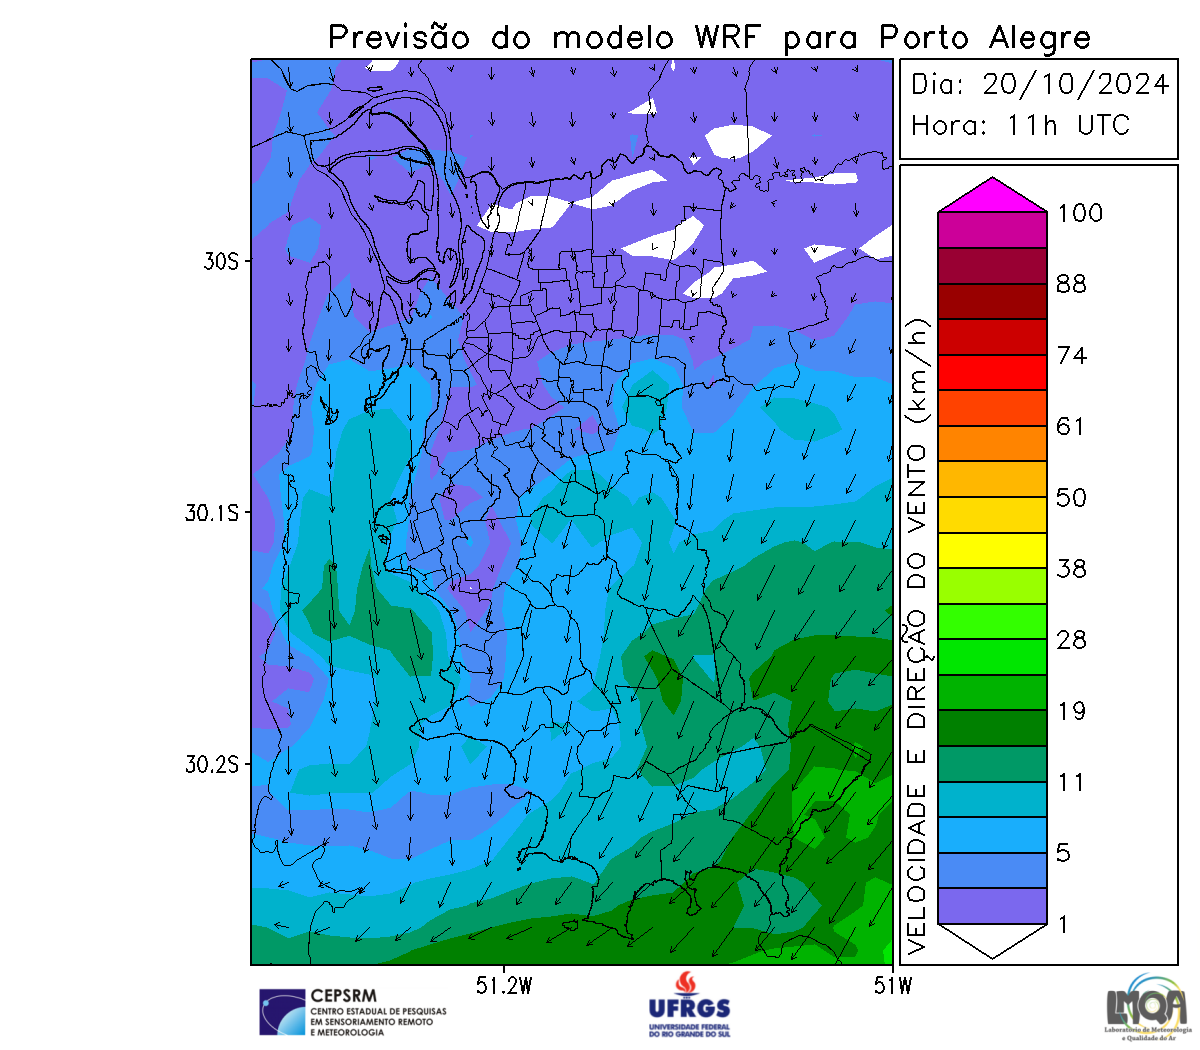 Previsão do modelo WRF para Porto Alegre
Dia: 20/10/2024
Hora: 11h UTC
100
88
74
61
50
38
28
19
11
5
1
VELOCIDADE E DIREÇÃO DO VENTO (km/h)
30S
30.1S
30.2S
51.2W
51W
CEPSRM
CENTRO ESTADUAL DE PESQUISAS
EM SENSORIAMENTO REMOTO
E METEOROLOGIA
UFRGS
UNIVERSIDADE FEDERAL
DO RIO GRANDE DO SUL
LMQA
Laboratório de Meteorologia
e Qualidade do Ar